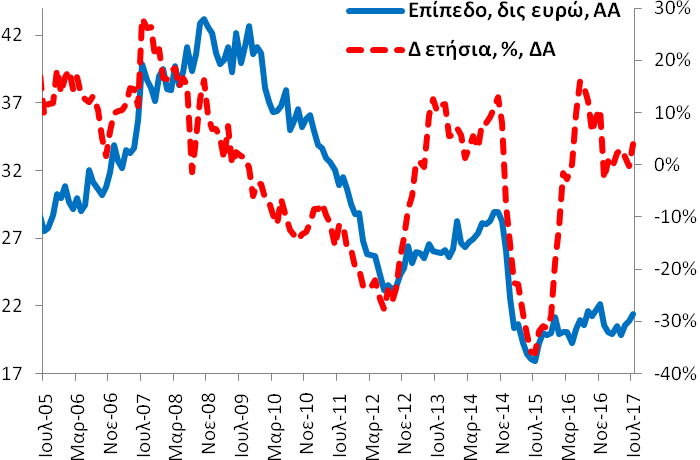 Επίπεδο, δις ευρώ, ΑΑ
Δ ετήσια, %, ΔΑ
42
37
32
27
22
17
30%
20%
10%
0%
-10%
-20%
-30%
-40%
Ιουλ-05
Μαρ-06
Νοε-06
Ιουλ-07
Μαρ-08
Νοε-08
Ιουλ-09
Μαρ-10
Νοε-10
Ιουλ-11
Μαρ-12
Νοε-12
Ιουλ-13
Μαρ-14
Νοε-14
Ιουλ-15
Μαρ-16
Νοε-16
Ιουλ-17